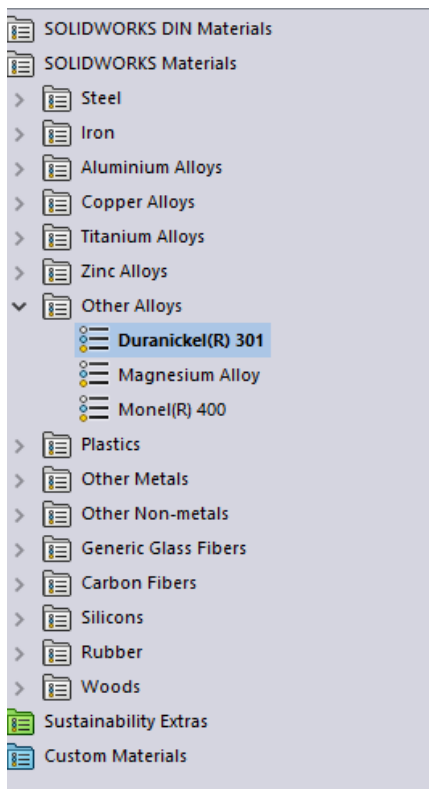 SOLIDWORKS DIN Materials
SOLIDWORKS Materials
Steel
Iron
Aluminium Alloys
Copper Alloys
Titanium Alloys
Zinc Alloys
Other Alloys
Duranickel(R) 301
Magnesium Alloy
Monel(R) 400
Plastics
Other Metals
Other Non-metals
Generic Glass Fibers
Carbon Fibers
Silicons
Rubber
Woods
Sustainability Extras
Custom Materials